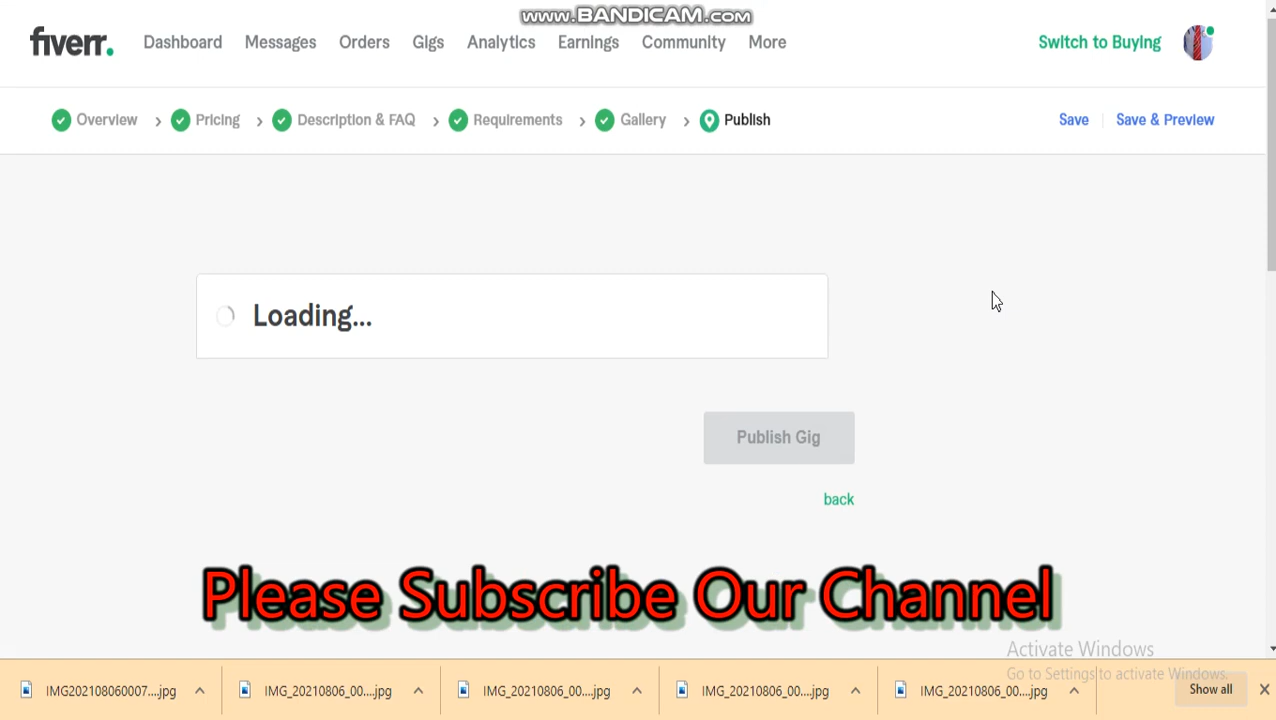 www.BANDICAM.com
fiverr.
Dashboard Messages Orders Gigs Analytics Earnings Community More Switch to Buying
Overview Pricing Description & FAQ Requirements Gallery Publish Save Save & Preview
Loading...
Publish Gig
back
Please Subscribe Our Channel
Activate Windows
Go to Settings to activate Windows.
IMG202108060007....jpg IMG_20210806_00....jpg IMG_20210806_00....jpg IMG_20210806_00....jpg IMG_20210806_00....jpg Show all